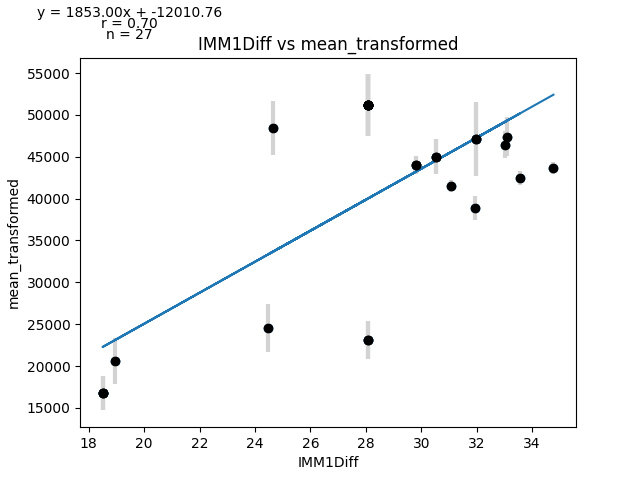 y = 1853.00x + -12010.76
r = 0.70
n = 27
IMM1Diff vs mean_transformed
55000
50000
45000
40000
35000
30000
25000
20000
15000
mean_transformed
18 20 22 24 26 28 30 32 34
IMM1Diff